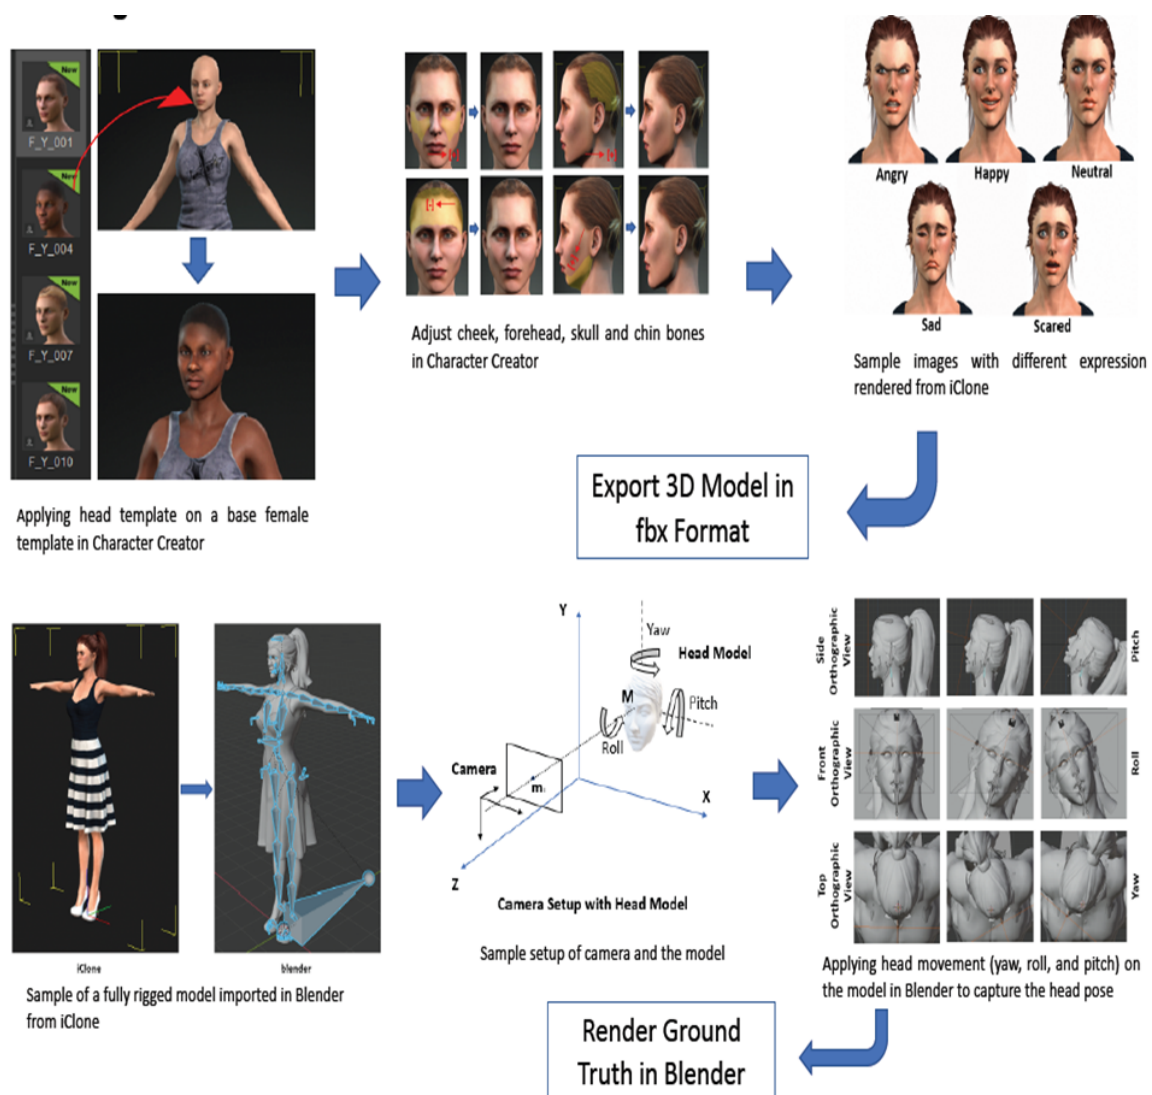 New
F_Y_001
New
F_Y_004
New
F_Y_007
New
F_Y_010
Applying head template on a base female
template in Character Creator
[+]
[+]
[-]
Adjust cheek, forehead, skull and chin bones
in Character Creator
Angry
Happy
Neutral
Sad
Scared
Sample images with different expression
rendered from iClone
Export 3D Model in
fbx Format
iClone
blender
Sample of a fully rigged model imported in Blender
from iClone
Y
Yaw
Head Model
M
Pitch
Roll
Camera
m
X
Z
Camera Setup with Head Model
Sample setup of camera and the model
Side
Orthographic
View
Pitch
Front
Orthographic
View
Roll
Top
Orthographic
View
Yaw
Applying head movement (yaw, roll, and pitch) on
the model in Blender to capture the head pose
Render Ground
Truth in Blender